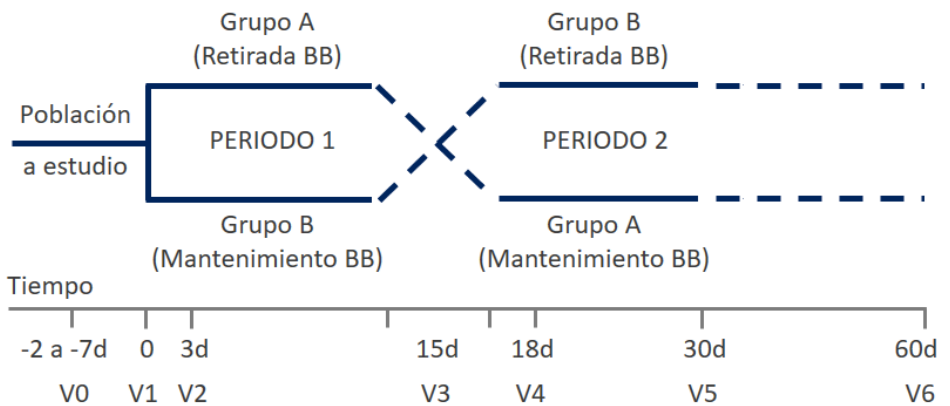 Grupo A
(Retirada BB)
Grupo B
(Retirada BB)
Población
a estudio
PERIODO 1
PERIODO 2
Grupo B
(Mantenimiento BB)
Grupo A
(Mantenimiento BB)
Tiempo
-2 a -7d 0 3d 15d 18d 30d 60d
V0 V1 V2 V3 V4 V5 V6